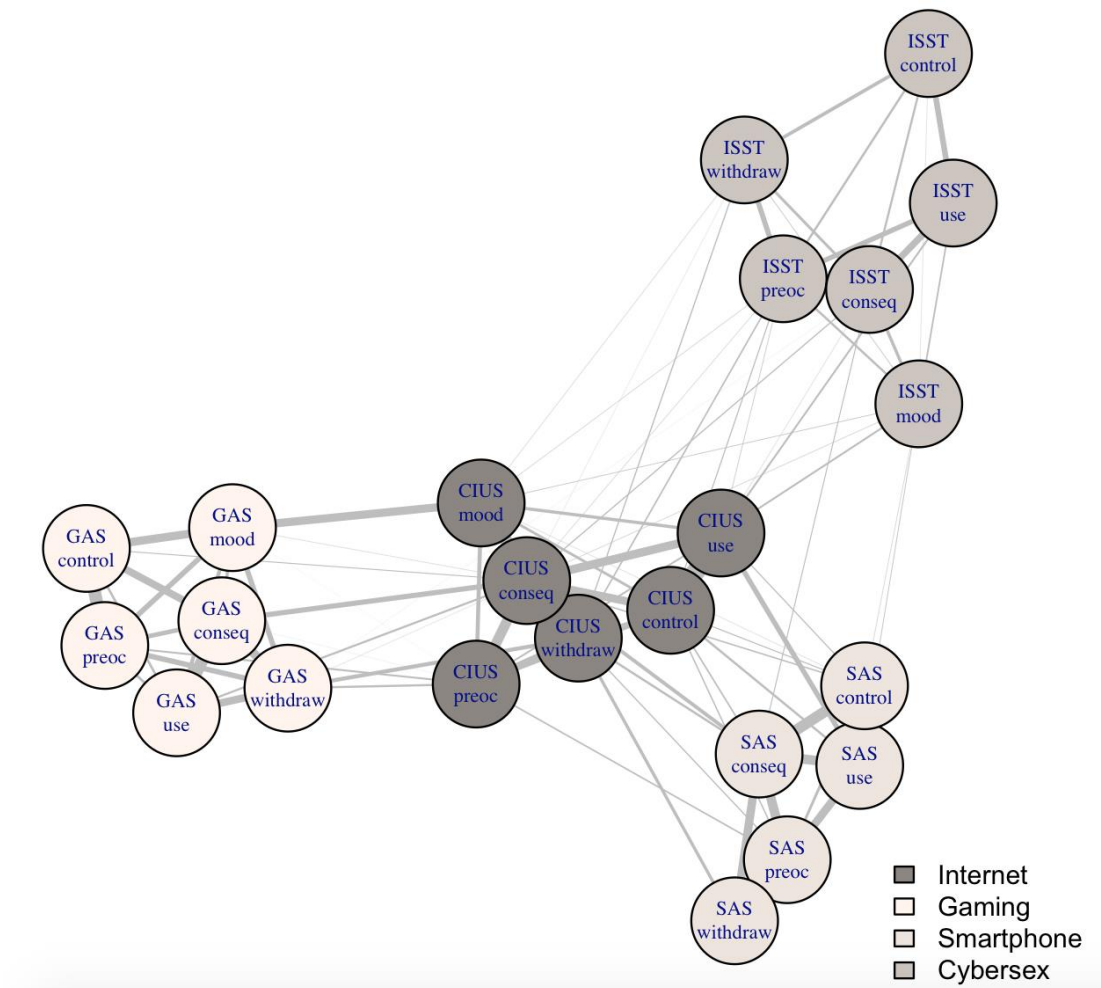 ISST
control
ISST
withdraw
ISST
use
ISST
preoc
ISST
conseq
ISST
mood
CIUS
mood
GAS
mood
CIUS
use
GAS
control
CIUS
conseq
CIUS
control
GAS
conseq
GAS
preoc
CIUS
withdraw
CIUS
preoc
GAS
withdraw
GAS
use
SAS
control
SAS
conseq
SAS
use
SAS
preoc
SAS
withdraw
Internet
Gaming
Smartphone
Cybersex